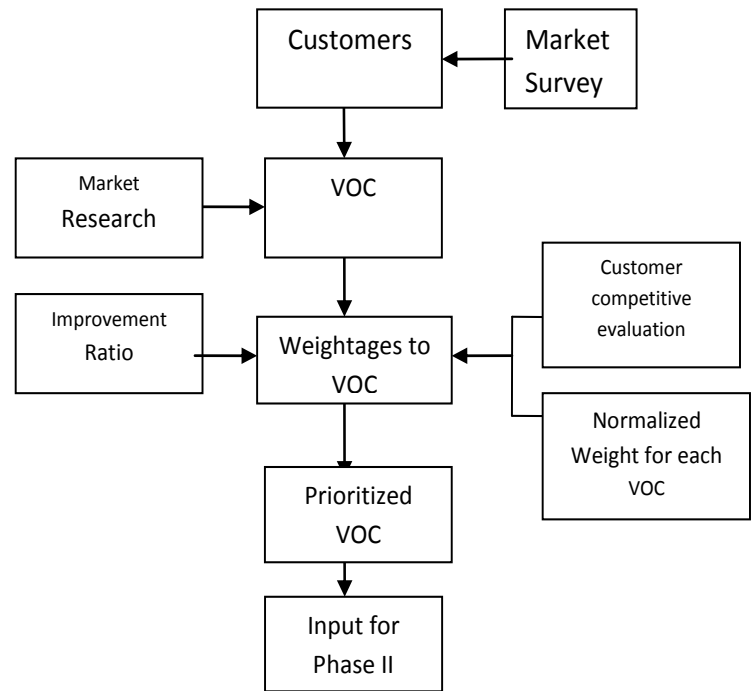 Customers
Market
Survey
Market
Research
VOC
Customer
competitive
evaluation
Improvement
Ratio
Weightages to
VOC
Normalized
Weight for each
VOC
Prioritized
VOC
Input for
Phase II